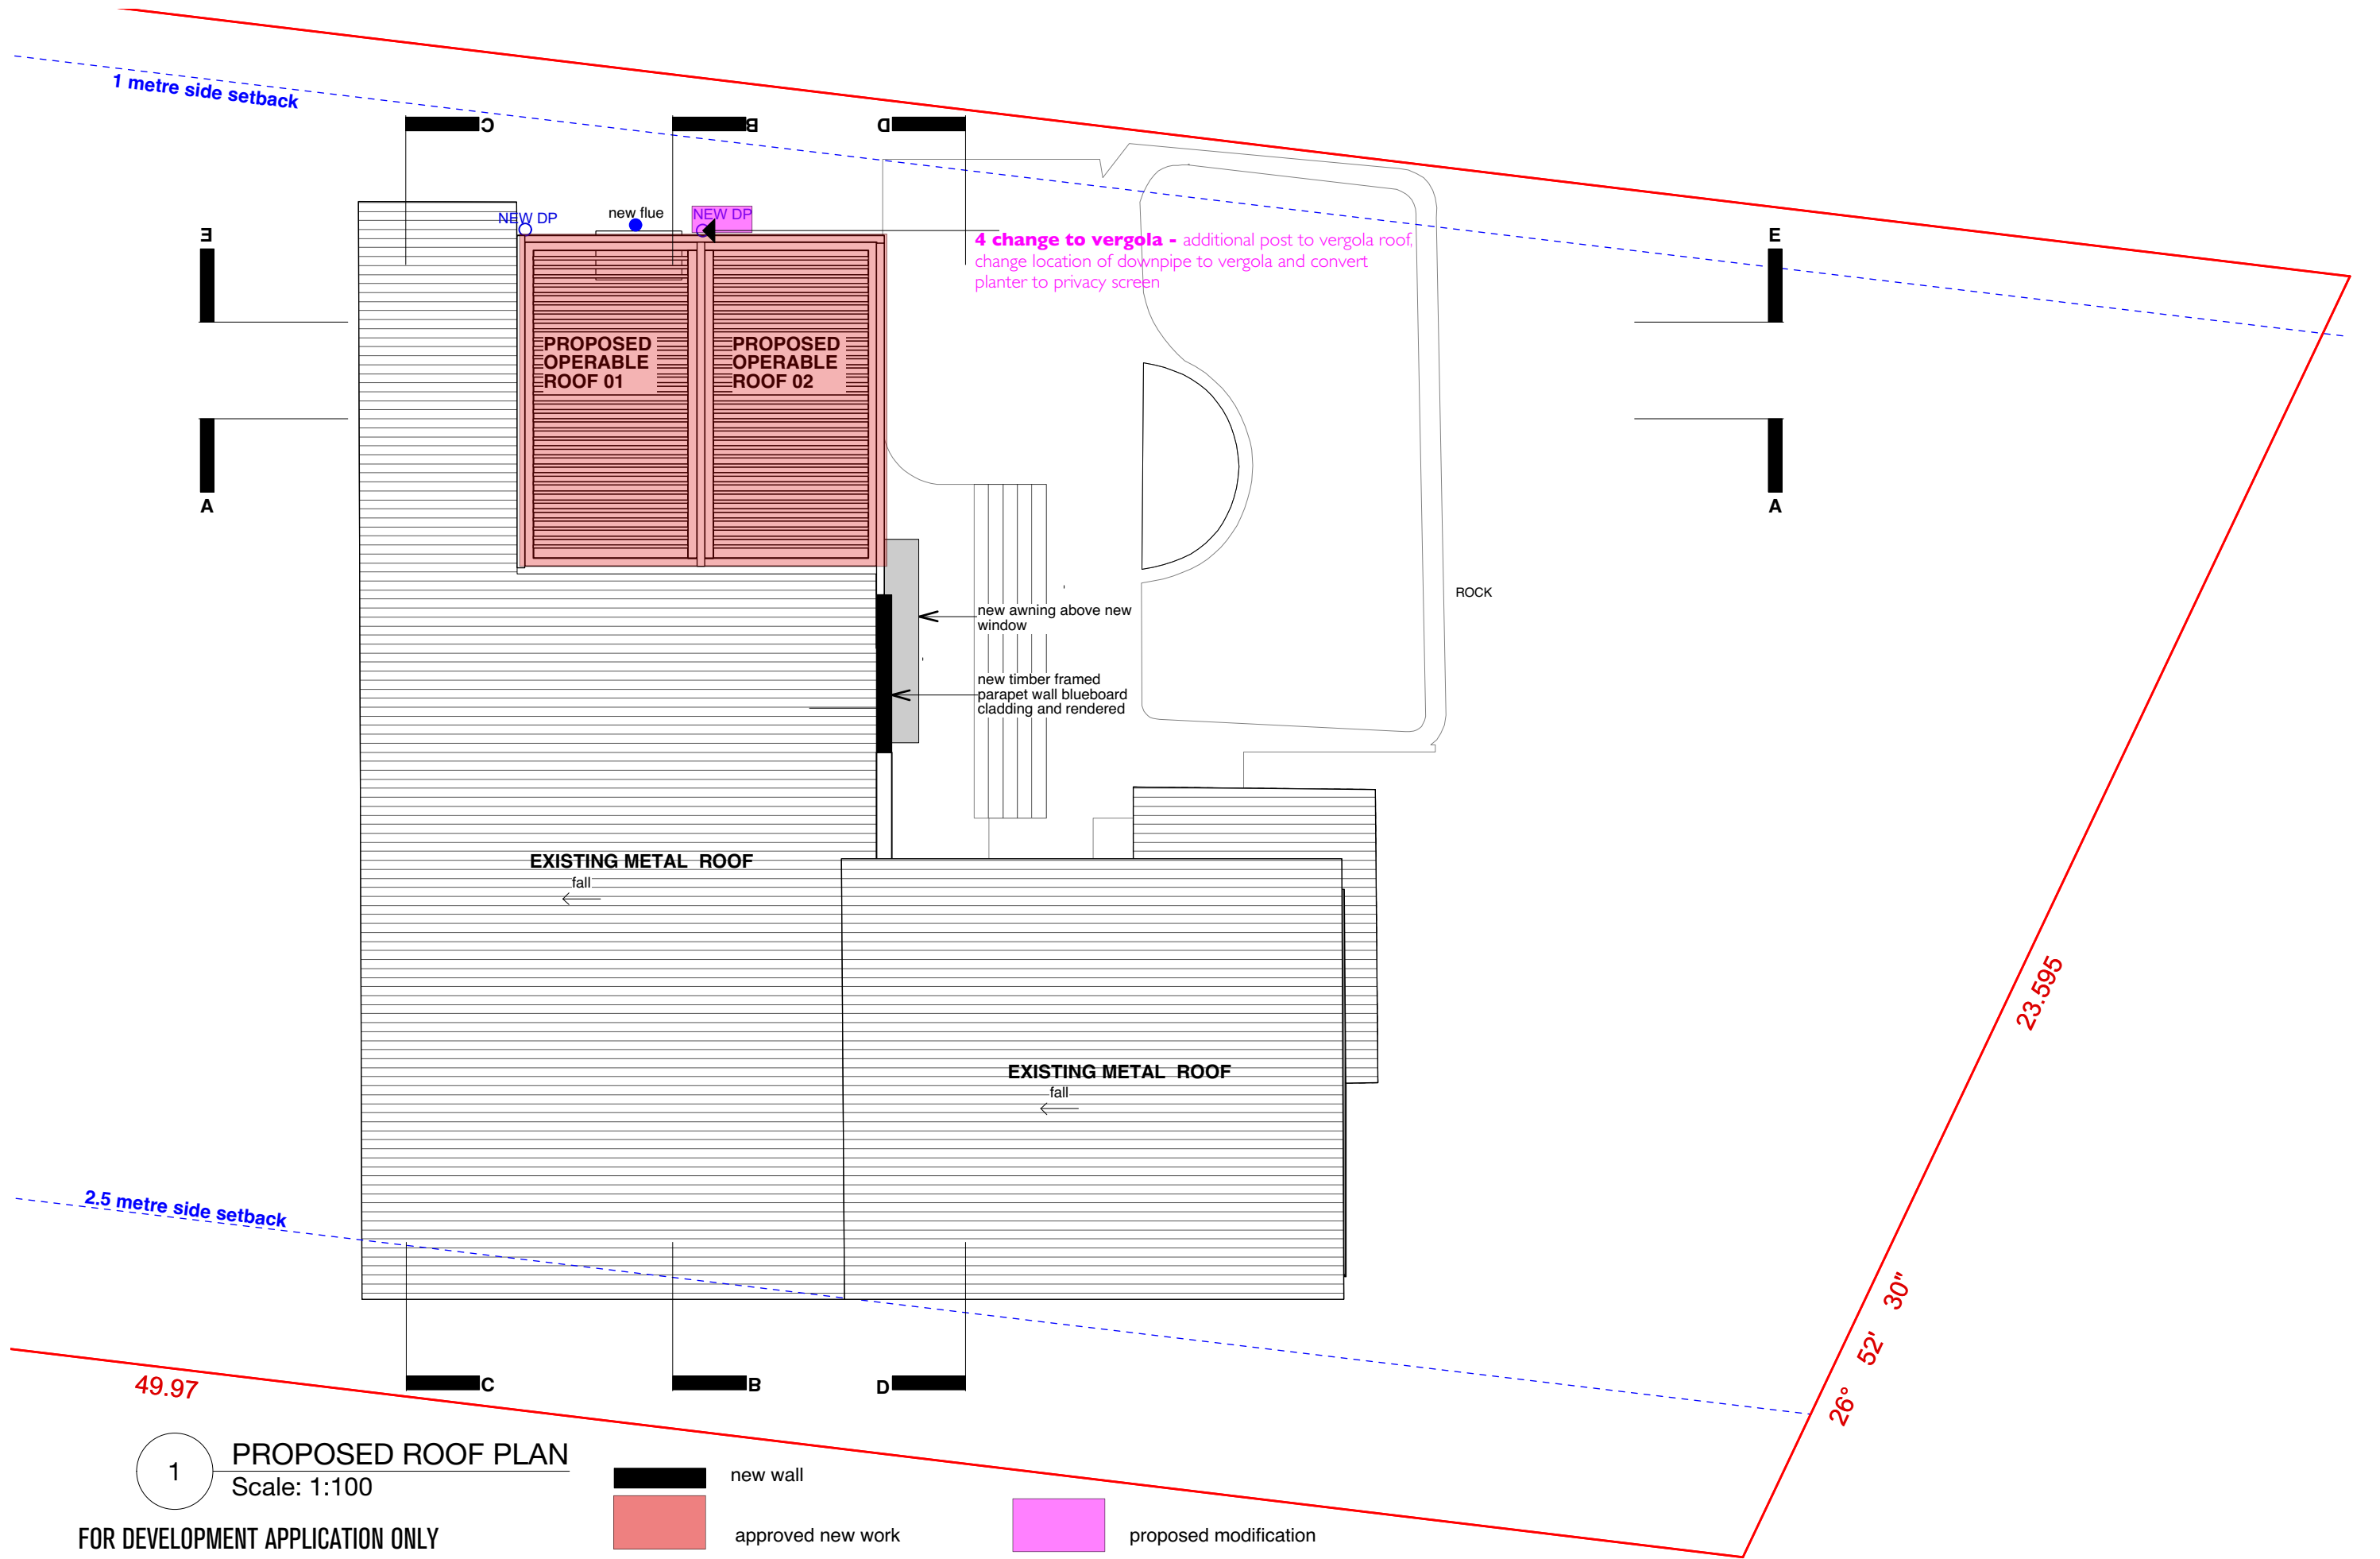 1 metre side setback
C
B
D
NEW DP
new flue
NEW DP
E
E
4 change to vergola - additional post to vergola roof,
change location of downpipe to vergola and convert
planter to privacy screen
PROPOSED
OPERABLE
ROOF 01
PROPOSED
OPERABLE
ROOF 02
A
A
ROCK
new awning above new
window
new timber framed
parapet wall blueboard
cladding and rendered
EXISTING METAL ROOF
fall
EXISTING METAL ROOF
fall
23.595
26° 52' 30"
2.5 metre side setback
49.97
C
B
D
1
PROPOSED ROOF PLAN
Scale: 1:100
FOR DEVELOPMENT APPLICATION ONLY
new wall
approved new work
proposed modification